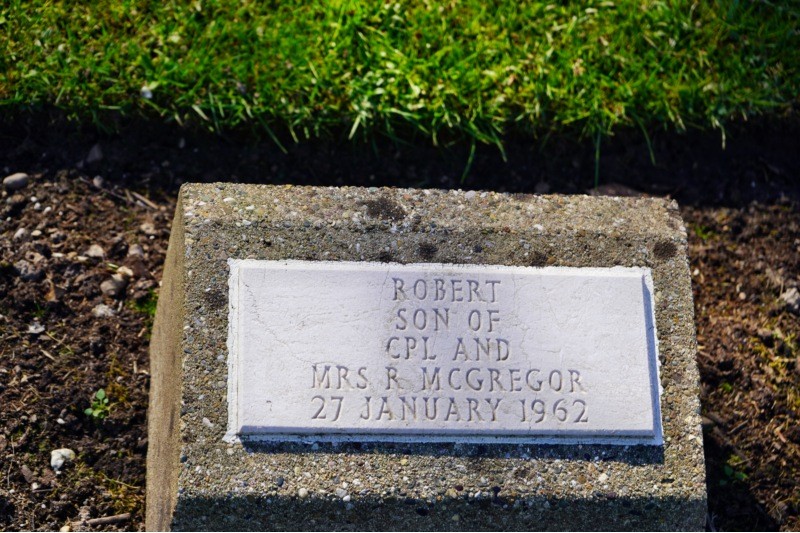 ROBERT
SON OF
CPL AND
MRS R MCGREGOR
27 JANUARY 1962